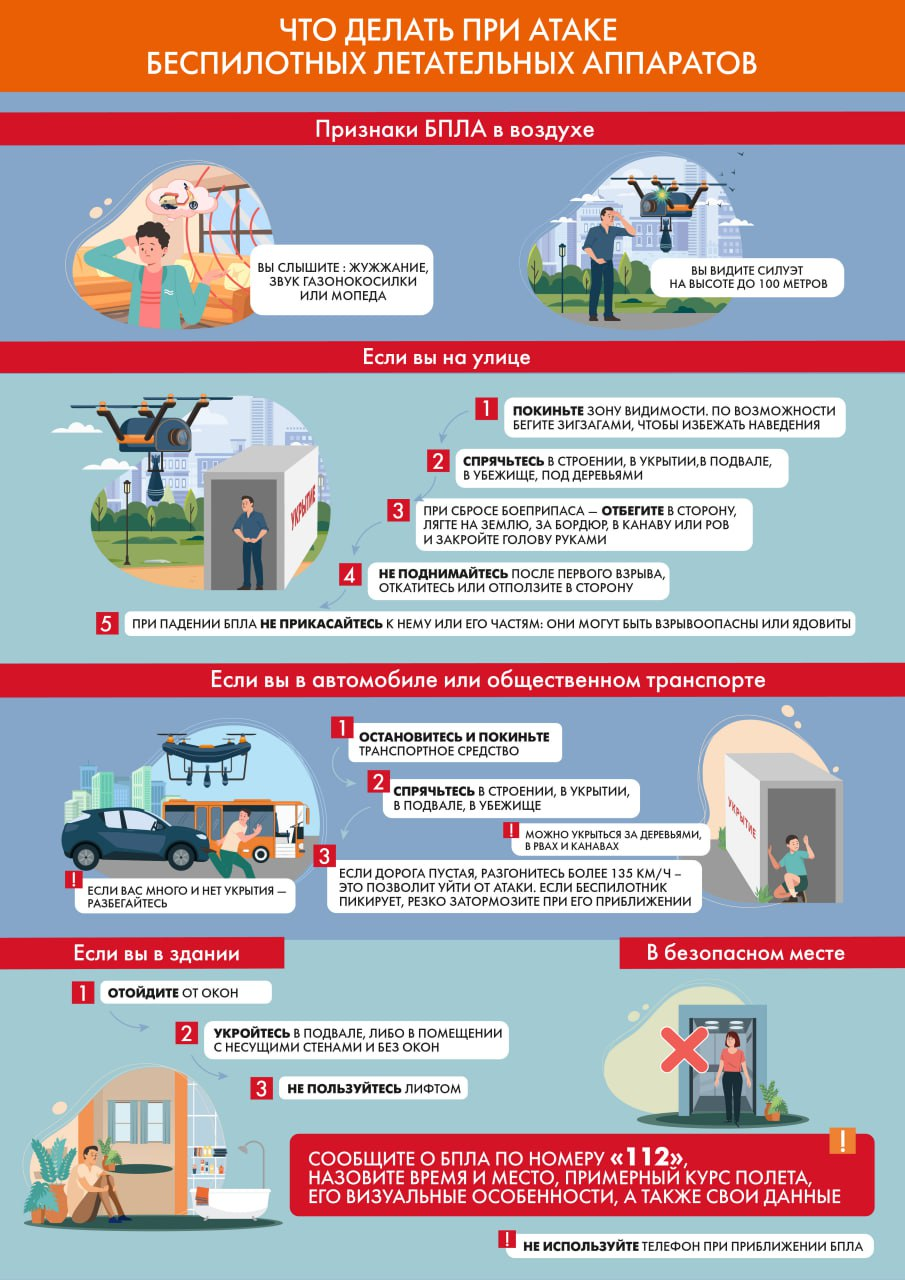 ЧТО ДЕЛАТЬ ПРИ АТАКЕ
БЕСПИЛОТНЫХ ЛЕТАТЕЛЬНЫХ АППАРАТОВ
Признаки БПЛА в воздухе
ВЫ СЛЫШИТЕ : ЖУЖЖАНИЕ,
ЗВУК ГАЗОНОКОСИЛКИ
ИЛИ МОПЕДА
ВЫ ВИДИТЕ СИЛУЭТ
НА ВЫСОТЕ ДО 100 МЕТРОВ
Если вы на улице
УКРЫТИЕ
1 ПОКИНЬТЕ ЗОНУ ВИДИМОСТИ. ПО ВОЗМОЖНОСТИ
БЕГИТЕ ЗИГЗАГАМИ, ЧТОБЫ ИЗБЕЖАТЬ НАВЕДЕНИЯ
2 СПРЯЧЬТЕСЬ В СТРОЕНИИ, В УКРЫТИИ,В ПОДВАЛЕ,
В УБЕЖИЩЕ, ПОД ДЕРЕВЬЯМИ
3 ПРИ СБРОСЕ БОЕПРИПАСА — ОТБЕГИТЕ В СТОРОНУ,
ЛЯГТЕ НА ЗЕМЛЮ, ЗА БОРДЮР, В КАНАВУ ИЛИ РОВ
И ЗАКРОЙТЕ ГОЛОВУ РУКАМИ
4 НЕ ПОДНИМАЙТЕСЬ ПОСЛЕ ПЕРВОГО ВЗРЫВА,
ОТКАТИТЕСЬ ИЛИ ОТПОЛЗИТЕ В СТОРОНУ
5 ПРИ ПАДЕНИИ БПЛА НЕ ПРИКАСАЙТЕСЬ К НЕМУ ИЛИ ЕГО ЧАСТЯМ: ОНИ МОГУТ БЫТЬ ВЗРЫВООПАСНЫ ИЛИ ЯДОВИТЫ
Если вы в автомобиле или общественном транспорте
1 ОСТАНОВИТЕСЬ И ПОКИНЬТЕ
ТРАНСПОРТНОЕ СРЕДСТВО
2 СПРЯЧЬТЕСЬ В СТРОЕНИИ, В УКРЫТИИ,
В ПОДВАЛЕ, В УБЕЖИЩЕ
УКРЫТИЕ
! МОЖНО УКРЫТЬСЯ ЗА ДЕРЕВЬЯМИ,
В РВАХ И КАНАВАХ
3 ЕСЛИ ДОРОГА ПУСТАЯ, РАЗГОНИТЕСЬ БОЛЕЕ 135 КМ/Ч –
ЭТО ПОЗВОЛИТ УЙТИ ОТ АТАКИ. ЕСЛИ БЕСПИЛОТНИК
ПИКИРУЕТ, РЕЗКО ЗАТОРМОЗИТЕ ПРИ ЕГО ПРИБЛИЖЕНИИ
! ЕСЛИ ВАС МНОГО И НЕТ УКРЫТИЯ —
РАЗБЕГАЙТЕСЬ
Если вы в здании
1 ОТОЙДИТЕ ОТ ОКОН
2 УКРОЙТЕСЬ В ПОДВАЛЕ, ЛИБО В ПОМЕЩЕНИИ
С НЕСУЩИМИ СТЕНАМИ И БЕЗ ОКОН
3 НЕ ПОЛЬЗУЙТЕСЬ ЛИФТОМ
В безопасном месте
!
СООБЩИТЕ О БПЛА ПО НОМЕРУ «112»,
НАЗОВИТЕ ВРЕМЯ И МЕСТО, ПРИМЕРНЫЙ КУРС ПОЛЕТА,
ЕГО ВИЗУАЛЬНЫЕ ОСОБЕННОСТИ, А ТАКЖЕ СВОИ ДАННЫЕ
! НЕ ИСПОЛЬЗУЙТЕ ТЕЛЕФОН ПРИ ПРИБЛИЖЕНИИ БПЛА